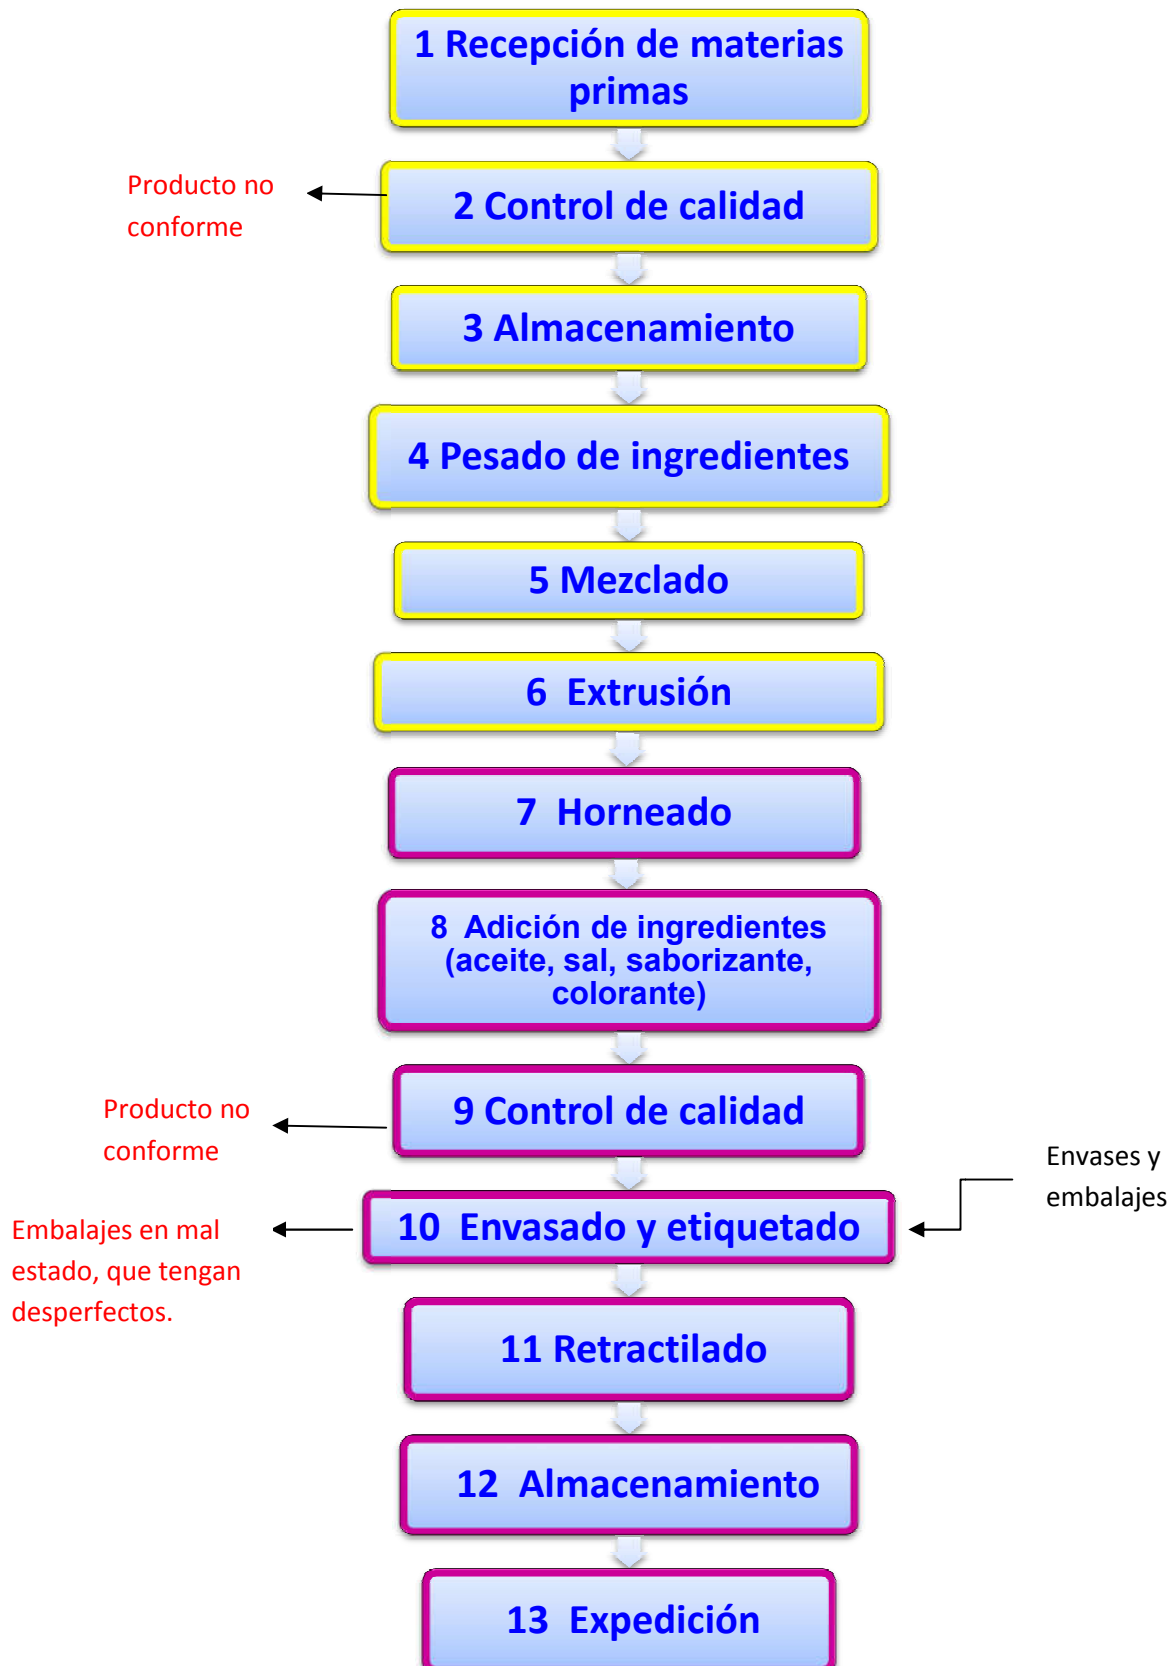 1 Recepción de materias
primas
Producto no
conforme
2 Control de calidad
3 Almacenamiento
4 Pesado de ingredientes
5 Mezclado
6  Extrusión
7  Horneado
8  Adición de ingredientes
(aceite, sal, saborizante,
colorante)
Producto no
conforme
9 Control de calidad
Envases y
embalajes
10  Envasado y etiquetado
Embalajes en mal
estado, que tengan
desperfectos.
11 Retractilado
12  Almacenamiento
13  Expedición